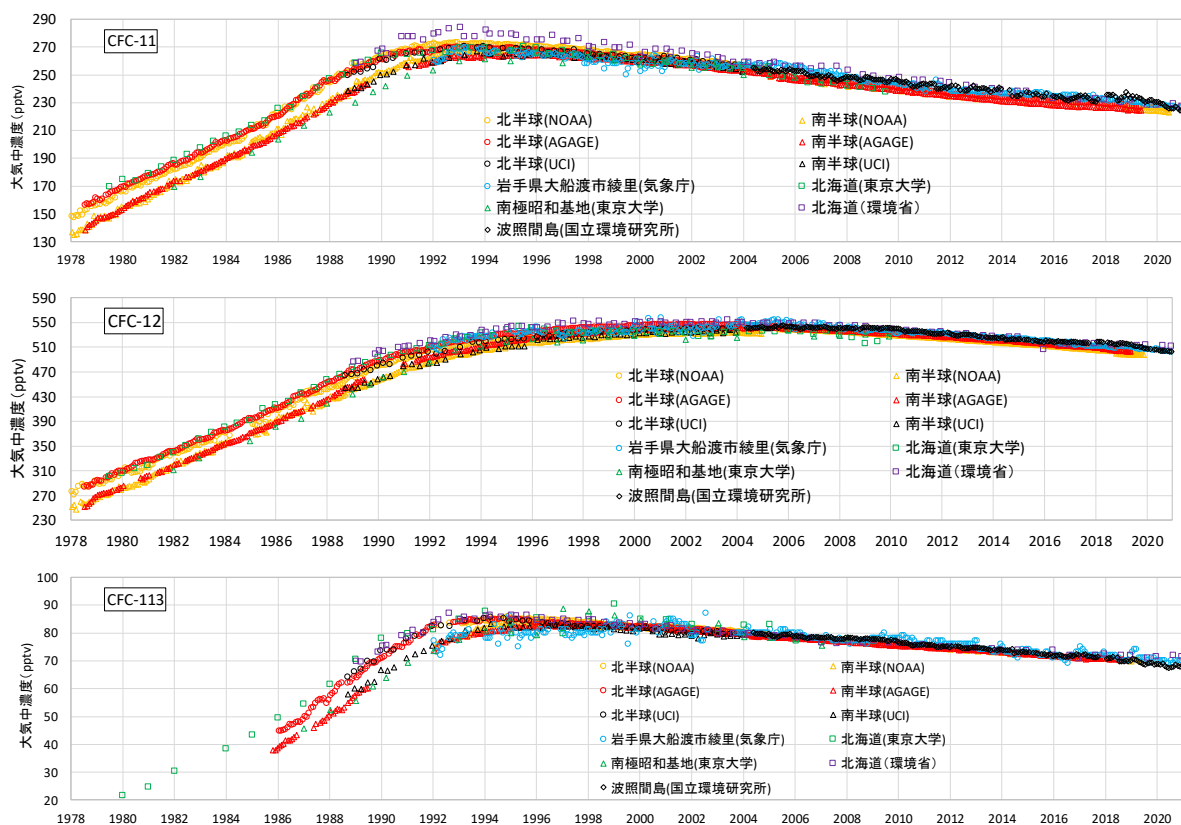 CFC-11
大気中濃度(pptv)
290
270
250
230
210
190
170
150
130
北半球(NOAA) 南半球(NOAA)
北半球(AGAGE) 南半球(AGAGE)
北半球(UCI) 南半球(UCI)
岩手県大船渡市綾里(気象庁) 北海道(東京大学)
南極昭和基地(東京大学) 北海道(環境省)
波照間島(国立環境研究所)
1978 1980 1982 1984 1986 1988 1990 1992 1994 1996 1998 2000 2002 2004 2006 2008 2010 2012 2014 2016 2018 2020
CFC-12
大気中濃度(pptv)
590
550
510
470
430
390
350
310
270
230
北半球(NOAA) 南半球(NOAA)
北半球(AGAGE) 南半球(AGAGE)
北半球(UCI) 南半球(UCI)
岩手県大船渡市綾里(気象庁) 北海道(東京大学)
南極昭和基地(東京大学) 北海道(環境省)
波照間島(国立環境研究所)
1978 1980 1982 1984 1986 1988 1990 1992 1994 1996 1998 2000 2002 2004 2006 2008 2010 2012 2014 2016 2018 2020
CFC-113
大気中濃度(pptv)
100
90
80
70
60
50
40
30
20
北半球(NOAA) 南半球(NOAA)
北半球(AGAGE) 南半球(AGAGE)
北半球(UCI) 南半球(UCI)
岩手県大船渡市綾里(気象庁) 北海道(東京大学)
南極昭和基地(東京大学) 北海道(環境省)
波照間島(国立環境研究所)
1978 1980 1982 1984 1986 1988 1990 1992 1994 1996 1998 2000 2002 2004 2006 2008 2010 2012 2014 2016 2018 2020